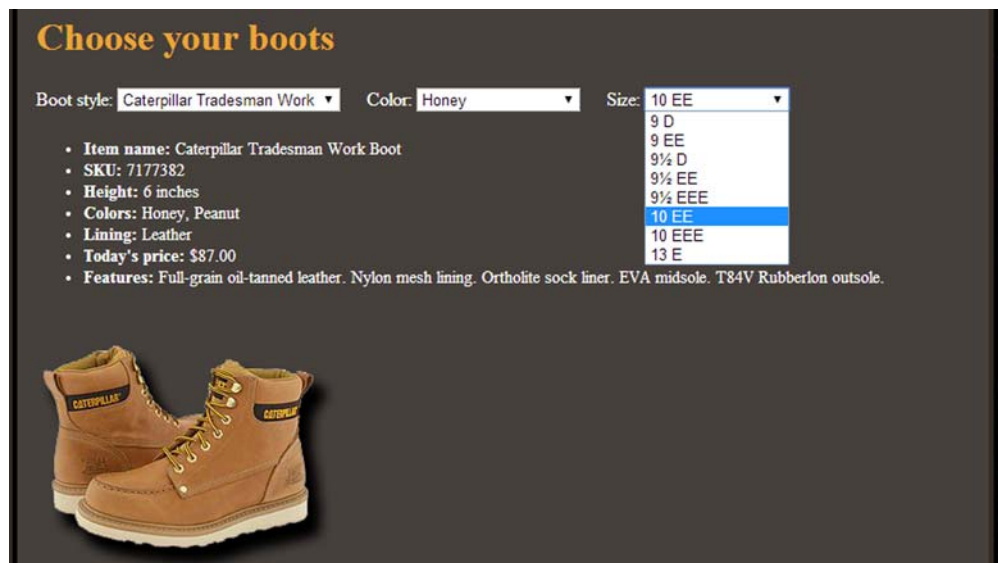 Choose your boots
Boot style: Caterpillar Tradesman Work Color: Honey Size: 10 EE
9 D
9 EE
9½ D
9½ EE
9½ EEE
10 EE
10 EEE
13 E
• Item name: Caterpillar Tradesman Work Boot
• SKU: 7177382
• Height: 6 inches
• Colors: Honey, Peanut
• Lining: Leather
• Today's price: $87.00
• Features: Full-grain oil-tanned leather. Nylon mesh lining. Ortholite sock liner. EVA midsole. T84V Rubberlon outsole.
CATERPILLAR
CATERPILLAR